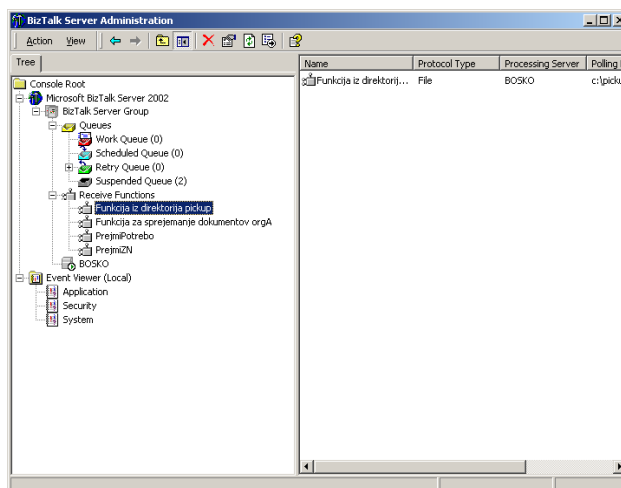 BizTalk Server Administration
Action View
Tree
Console Root
Microsoft BizTalk Server 2002
BizTalk Server Group
Queues
Work Queue (0)
Scheduled Queue (0)
Retry Queue (0)
Suspended Queue (2)
Receive Functions
Funkcija iz direktorija pickup
Funkcija za sprejemanje dokumentov orgA
PrejmiPotrebo
PrejmiZN
BOSKO
Event Viewer (Local)
Application
Security
System
Name Protocol Type Processing Server Polling
Funkcija iz direktorij... File BOSKO c:\picku